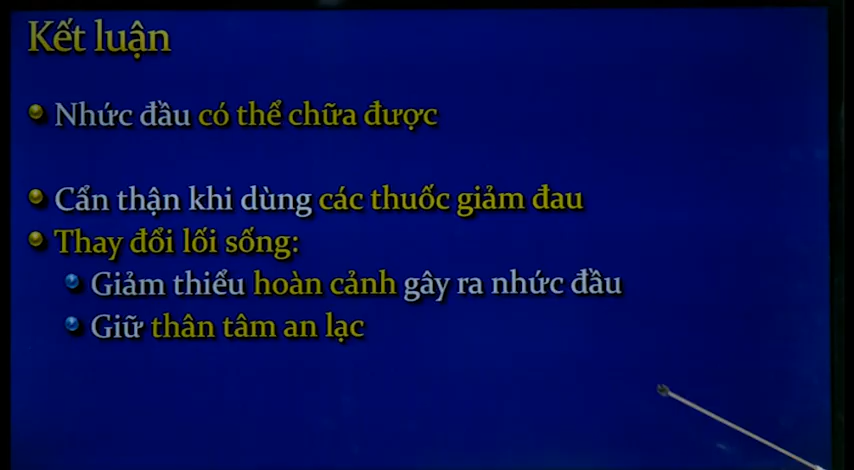 Kết luận
Nhức đầu có thể chữa được
Cẩn thận khi dùng các thuốc giảm đau
Thay đổi lối sống:
Giảm thiểu hoàn cảnh gây ra nhức đầu
Giữ thân tâm an lạc